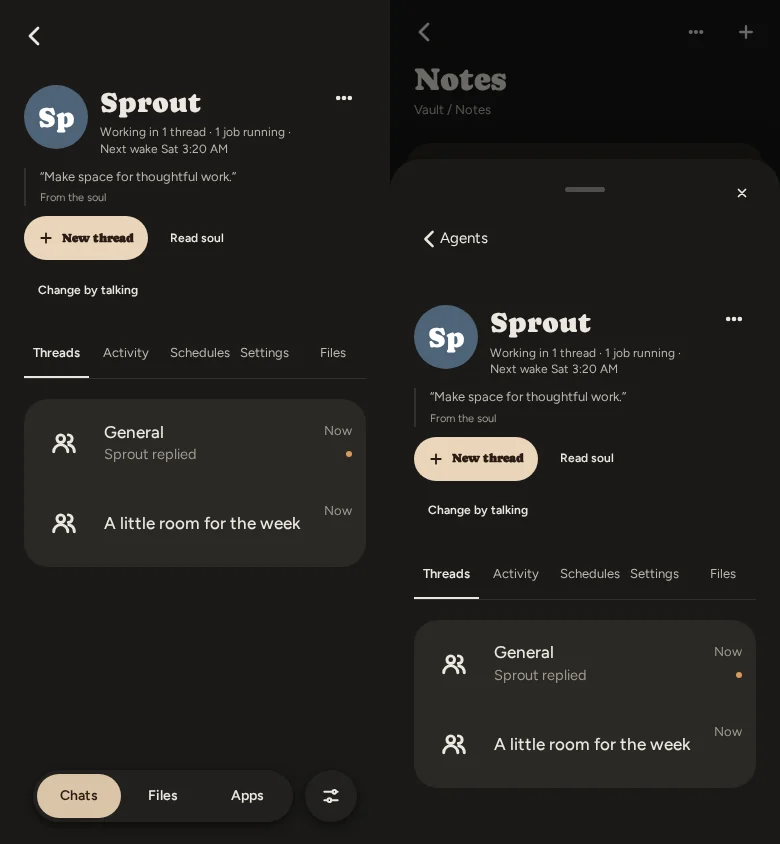 Sprout
Sp
Working in 1 thread · 1 job running ·
Next wake Sat 3:20 AM
“Make space for thoughtful work.”
From the soul
+ New thread
Read soul
Change by talking
Threads
Activity
Schedules
Settings
Files
General
Now
Sprout replied
A little room for the week
Now
Chats
Files
Apps
Notes
Vault / Notes
Agents
Sprout
Sp
Working in 1 thread · 1 job running ·
Next wake Sat 3:20 AM
“Make space for thoughtful work.”
From the soul
+ New thread
Read soul
Change by talking
Threads
Activity
Schedules
Settings
Files
General
Now
Sprout replied
A little room for the week
Now